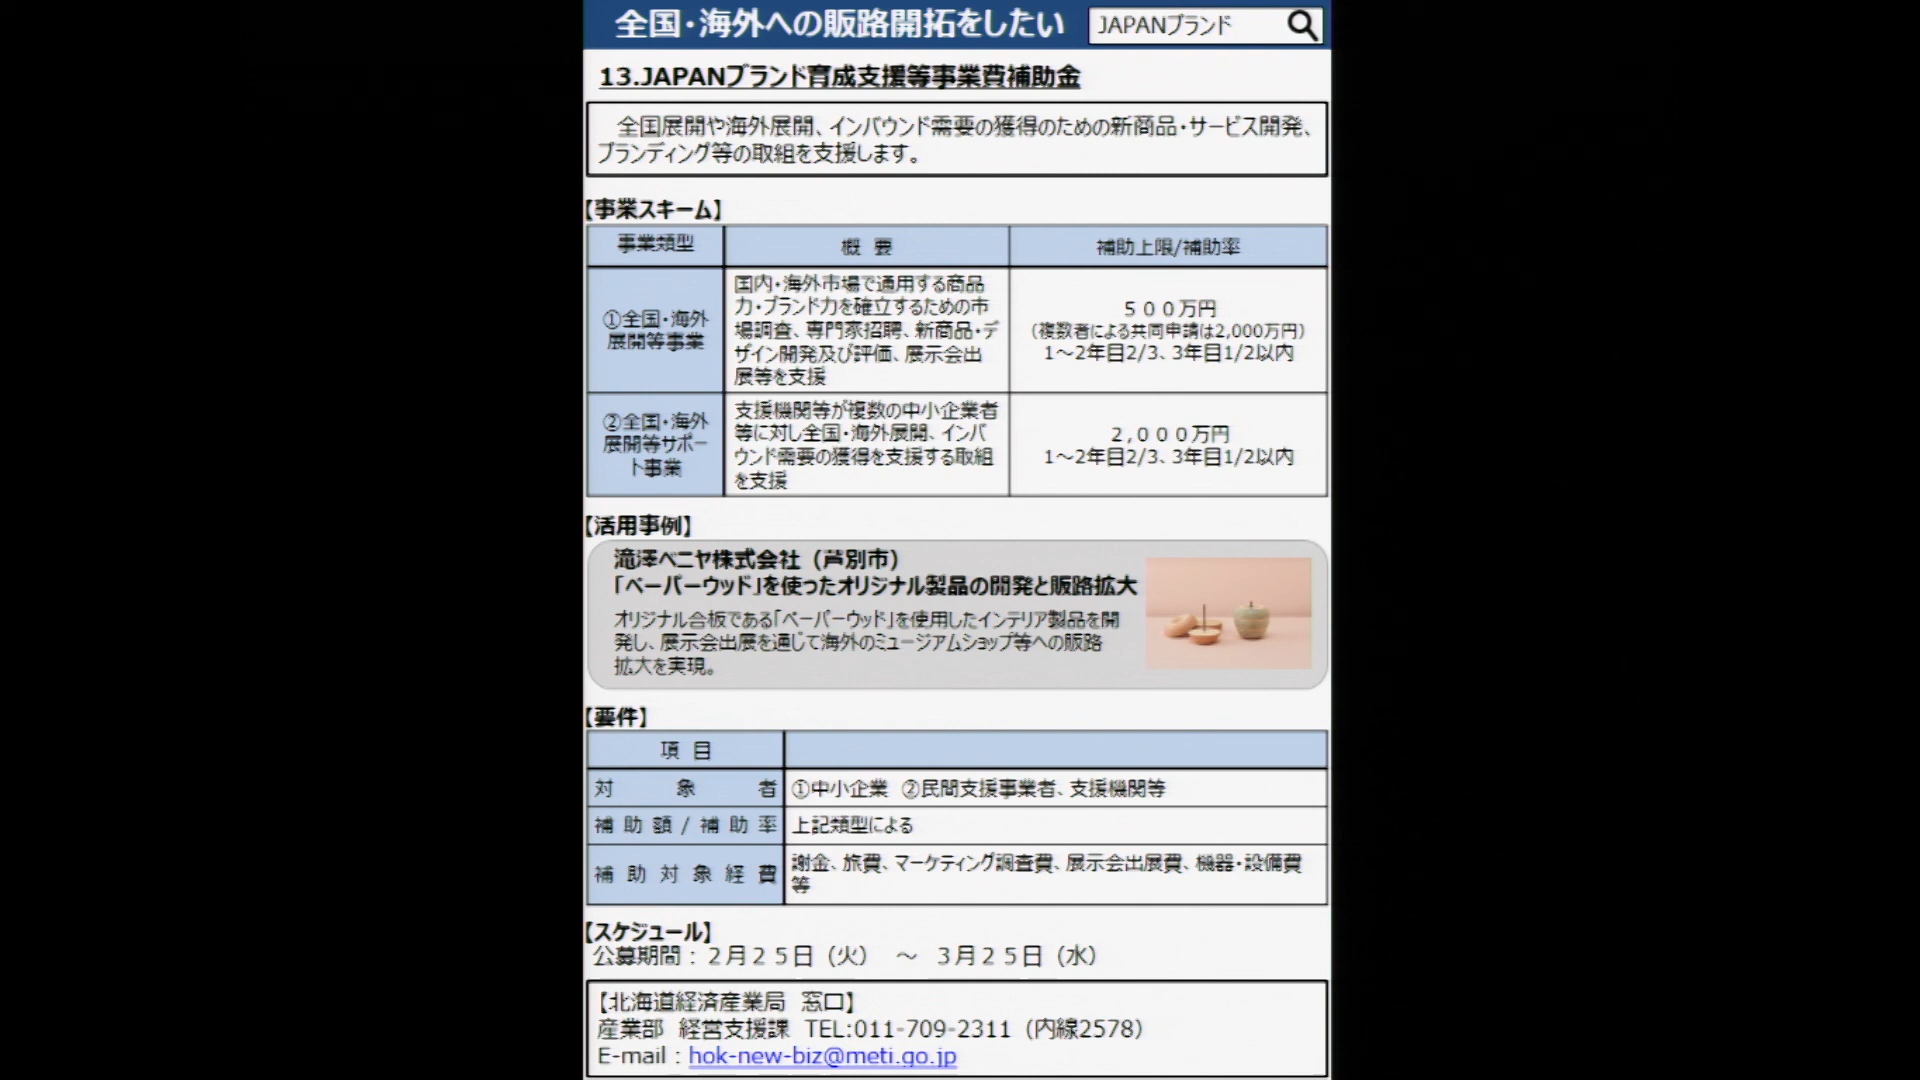 全国・海外への販路開拓をしたい
JAPANブランド
13.JAPANブランド育成支援等事業費補助金
全国展開や海外展開、インバウンド需要の獲得のための新商品・サービス開発、
ブランディング等の取組を支援します。
【事業スキーム】
事業類型
概 要
補助上限/補助率
①全国・海外
展開等事業
国内・海外市場で通用する商品
力・ブランド力を確立するための市
場調査、専門家招聘、新商品・デ
ザイン開発及び評価、展示会出
展等を支援
５００万円
（複数者による共同申請は2,000万円）
1～2年目2/3、3年目1/2以内
②全国・海外
展開等サポー
ト事業
支援機関等が複数の中小企業者
等に対し全国・海外展開、インバ
ウンド需要の獲得を支援する取組
を支援
２,０００万円
1～2年目2/3、3年目1/2以内
【活用事例】
滝澤ベニヤ株式会社（芦別市）
「ペーパーウッド」を使ったオリジナル製品の開発と販路拡大
オリジナル合板である「ペーパーウッド」を使用したインテリア製品を開
発し、展示会出展を通じて海外のミュージアムショップ等への販路
拡大を実現。
【要件】
項 目
対 象 者
①中小企業 ②民間支援事業者、支援機関等
補助額/補助率
上記類型による
補助対象経費
謝金、旅費、マーケティング調査費、展示会出展費、機器・設備費
等
【スケジュール】
公募期間：２月２５日（火） ～ ３月２５日（水）
【北海道経済産業局 窓口】
産業部 経営支援課 TEL:011-709-2311（内線2578）
E-mail：hok-new-biz@meti.go.jp